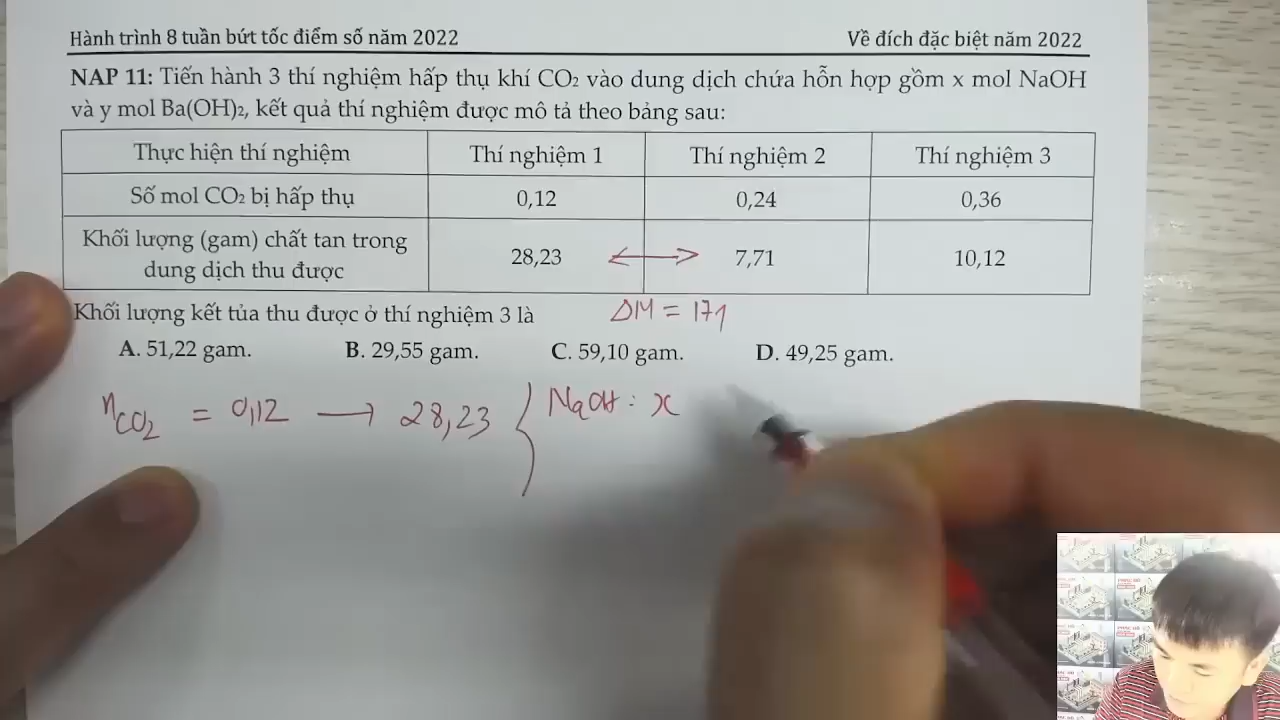 Hành trình 8 tuần bứt tốc điểm số năm 2022 Về đích đặc biệt năm 2022
NAP 11: Tiến hành 3 thí nghiệm hấp thụ khí CO₂ vào dung dịch chứa hỗn hợp gồm x mol NaOH
và y mol Ba(OH)₂, kết quả thí nghiệm được mô tả theo bảng sau:
Thực hiện thí nghiệm Thí nghiệm 1 Thí nghiệm 2 Thí nghiệm 3
Số mol CO₂ bị hấp thụ 0,12 0,24 0,36
Khối lượng (gam) chất tan trong
dung dịch thu được 28,23 ⟷ 7,71 10,12
Khối lượng kết tủa thu được ở thí nghiệm 3 là ΔM = 171
A. 51,22 gam. B. 29,55 gam. C. 59,10 gam. D. 49,25 gam.
nCO₂ = 0,12 → 28,23 { NaOH : x